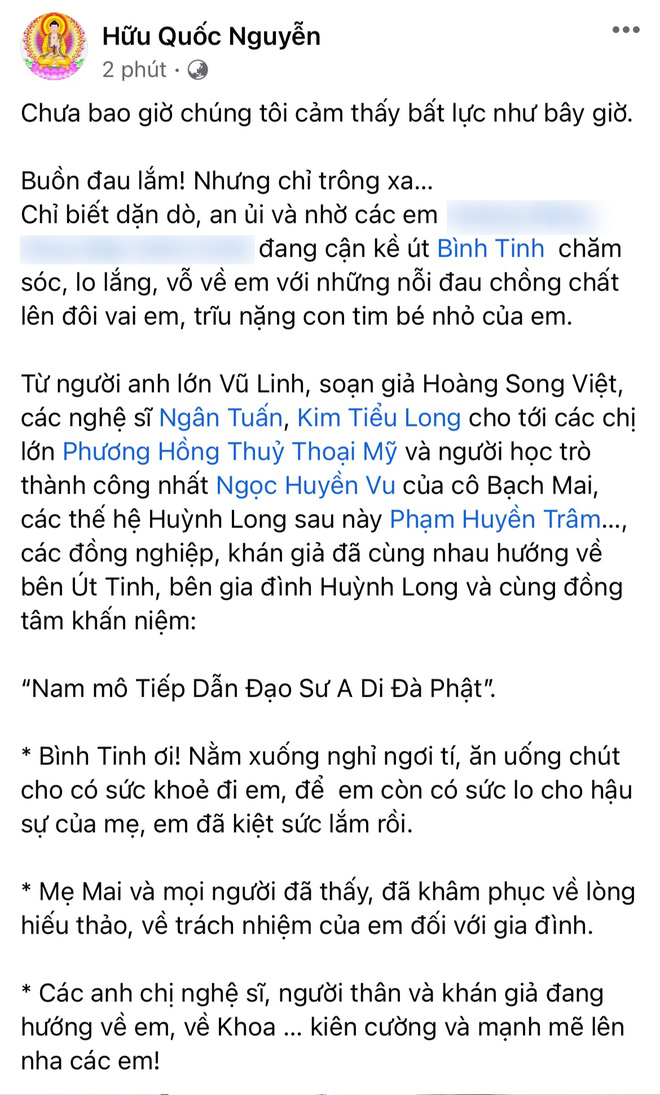 Hữu Quốc Nguyễn
2 phút ·
Chưa bao giờ chúng tôi cảm thấy bất lực như bây giờ.
Buồn đau lắm! Nhưng chỉ trông xa...
Chỉ biết dặn dò, an ủi và nhờ các em
đang cận kề út Bình Tinh chăm
sóc, lo lắng, vỗ về em với những nỗi đau chồng chất
lên đôi vai em, trĩu nặng con tim bé nhỏ của em.
Từ người anh lớn Vũ Linh, soạn giả Hoàng Song Việt,
các nghệ sĩ Ngân Tuấn, Kim Tiểu Long cho tới các chị
lớn Phương Hồng Thuỷ Thoại Mỹ và người học trò
thành công nhất Ngọc Huyền Vu của cô Bạch Mai,
các thế hệ Huỳnh Long sau này Phạm Huyền Trâm...,
các đồng nghiệp, khán giả đã cùng nhau hướng về
bên Út Tinh, bên gia đình Huỳnh Long và cùng đồng
tâm khấn niệm:
“Nam mô Tiếp Dẫn Đạo Sư A Di Đà Phật”.
* Bình Tinh ơi! Nằm xuống nghỉ ngơi tí, ăn uống chút
cho có sức khoẻ đi em, để em còn có sức lo cho hậu
sự của mẹ, em đã kiệt sức lắm rồi.
* Mẹ Mai và mọi người đã thấy, đã khâm phục về lòng
hiếu thảo, về trách nhiệm của em đối với gia đình.
* Các anh chị nghệ sĩ, người thân và khán giả đang
hướng về em, về Khoa ... kiên cường và mạnh mẽ lên
nha các em!